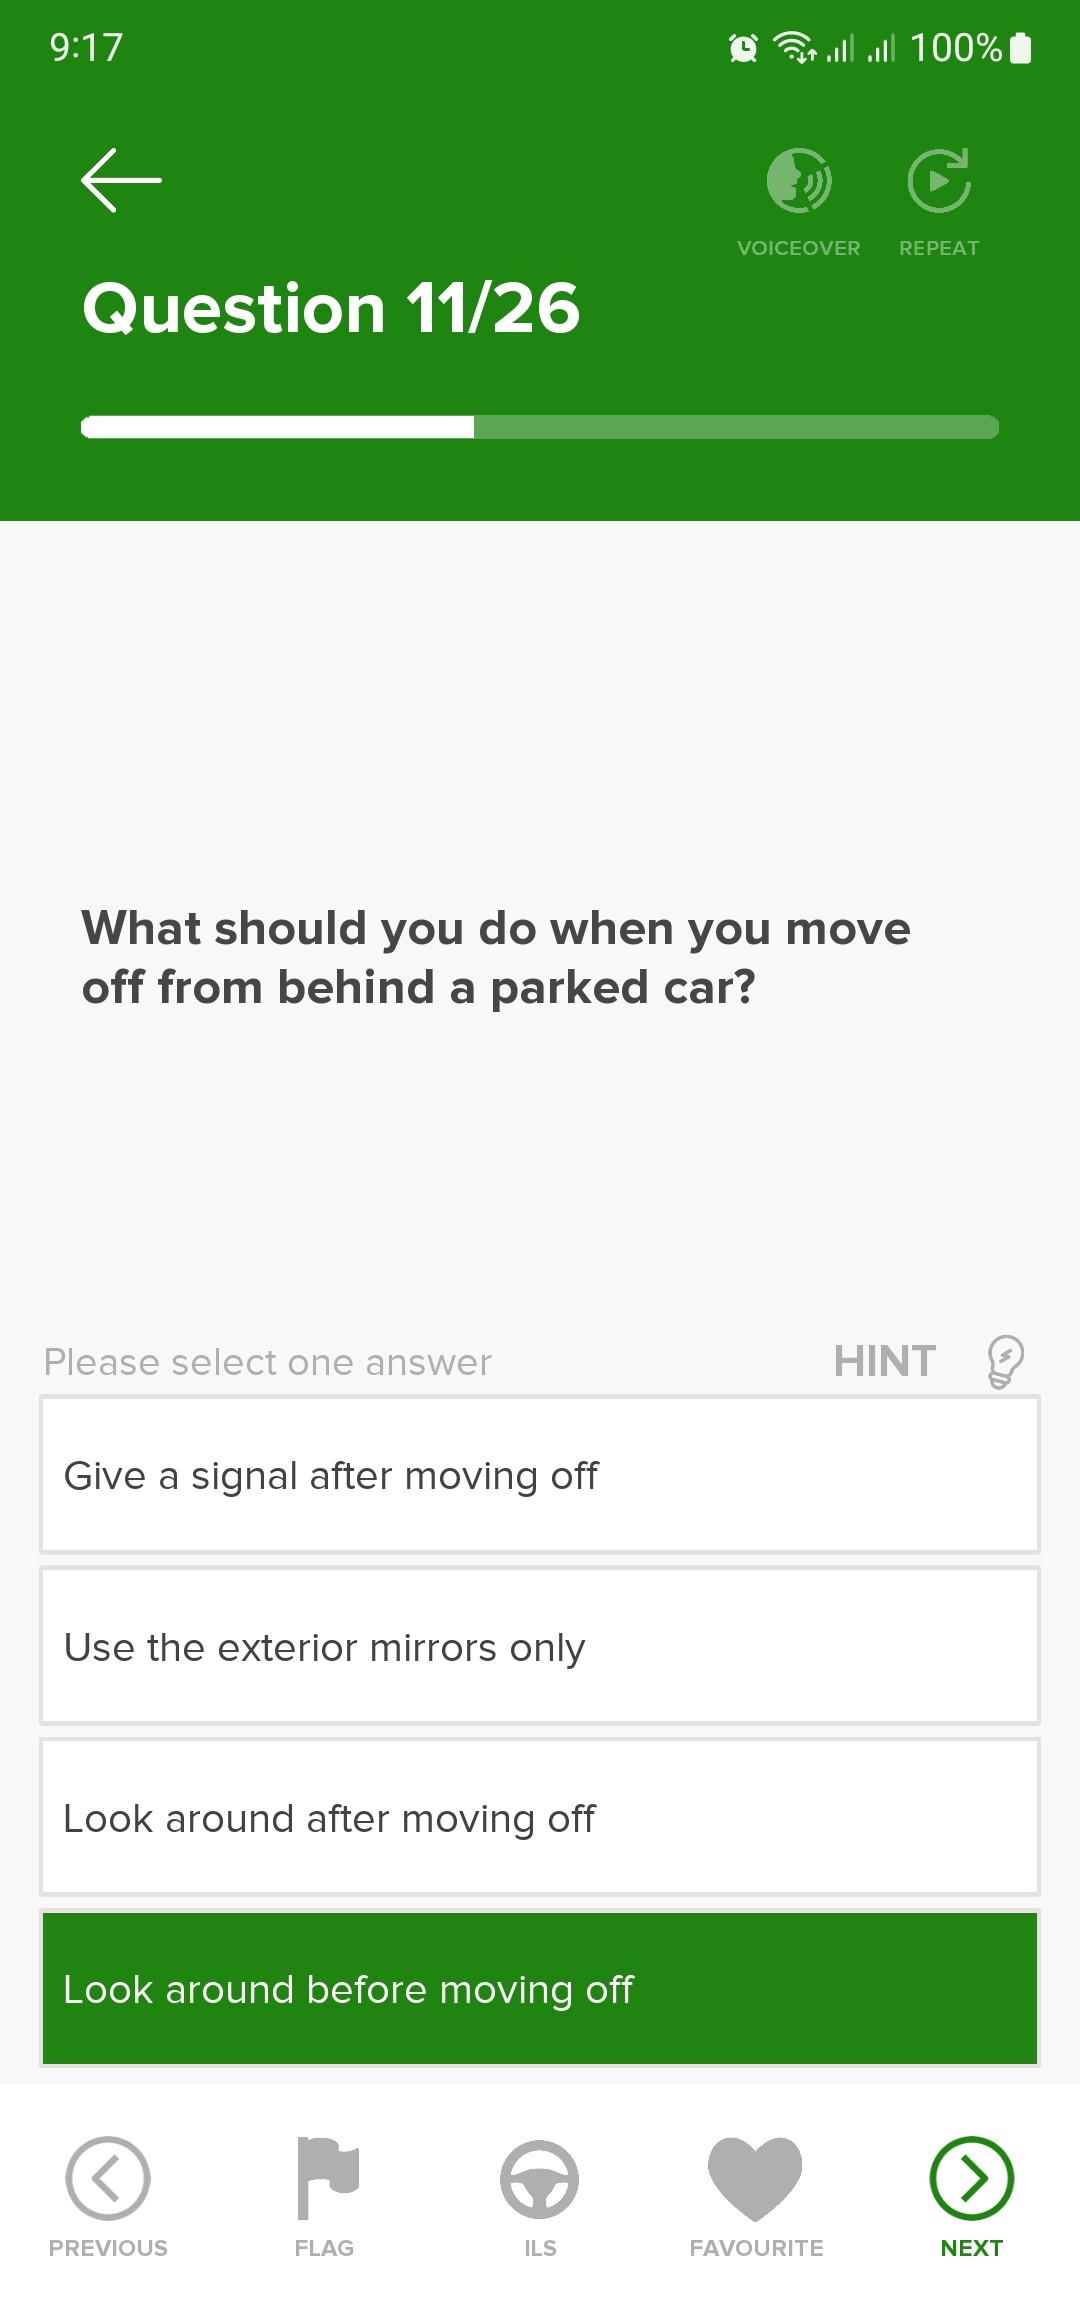 9:17
100%
VOICEOVER
REPEAT
Question 11/26
What should you do when you move
off from behind a parked car?
Please select one answer
HINT
Give a signal after moving off
Use the exterior mirrors only
Look around after moving off
Look around before moving off
PREVIOUS
FLAG
ILS
FAVOURITE
NEXT